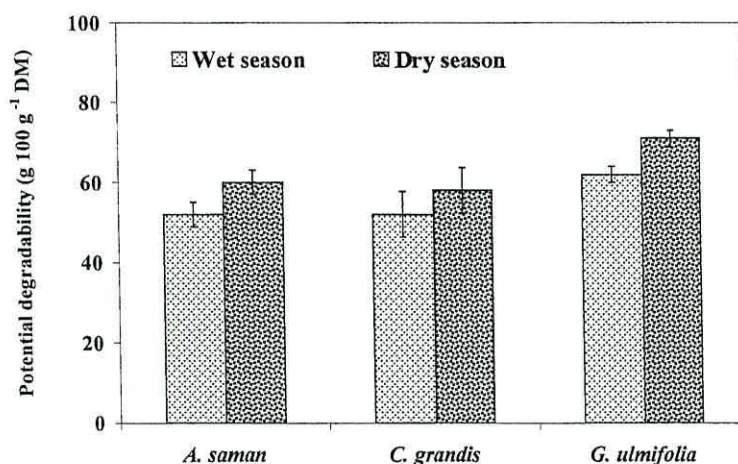 Potential degradability (g 100 g⁻¹ DM)
100
80
60
40
20
0
Wet season Dry season
A. saman C. grandis G. ulmifolia